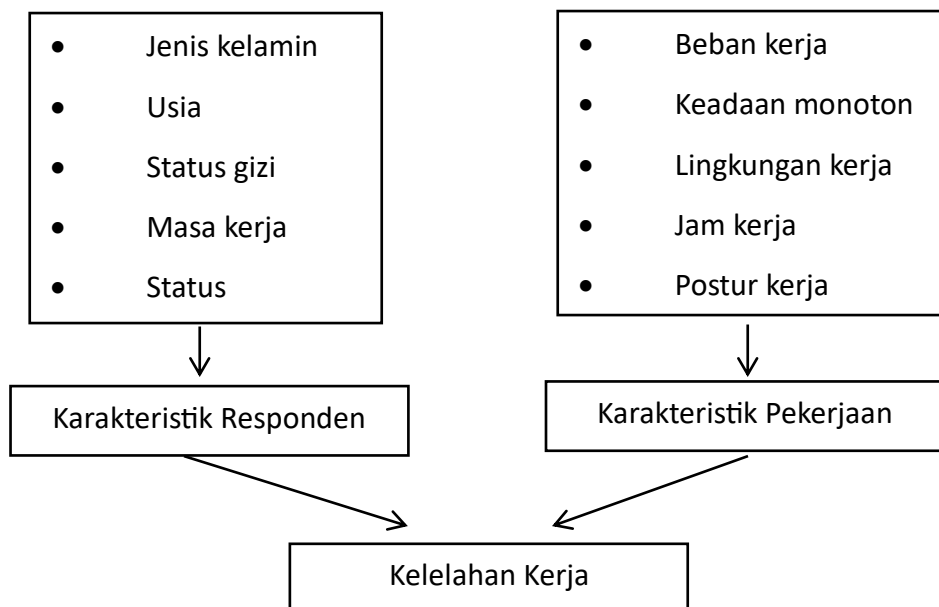 • Jenis kelamin
• Usia
• Status gizi
• Masa kerja
• Status
• Beban kerja
• Keadaan monoton
• Lingkungan kerja
• Jam kerja
• Postur kerja
Karakteristik Responden
Karakteristik Pekerjaan
Kelelahan Kerja